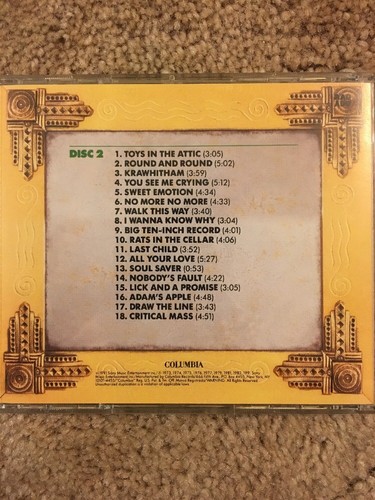 DISC 2
1. TOYS IN THE ATTIC (3:05)
2. ROUND AND ROUND (5:02)
3. KRAWHITHAM (3:59)
4. YOU SEE ME CRYING (5:12)
5. SWEET EMOTION (4:34)
6. NO MORE NO MORE (4:33)
7. WALK THIS WAY (3:40)
8. I WANNA KNOW WHY (3:04)
9. BIG TEN-INCH RECORD (4:01)
10. RATS IN THE CELLAR (4:06)
11. LAST CHILD (3:52)
12. ALL YOUR LOVE (5:27)
13. SOUL SAVER (0:53)
14. NOBODY'S FAULT (4:22)
15. LICK AND A PROMISE (3:05)
16. ADAM'S APPLE (4:48)
17. DRAW THE LINE (3:43)
18. CRITICAL MASS (4:51)
COLUMBIA